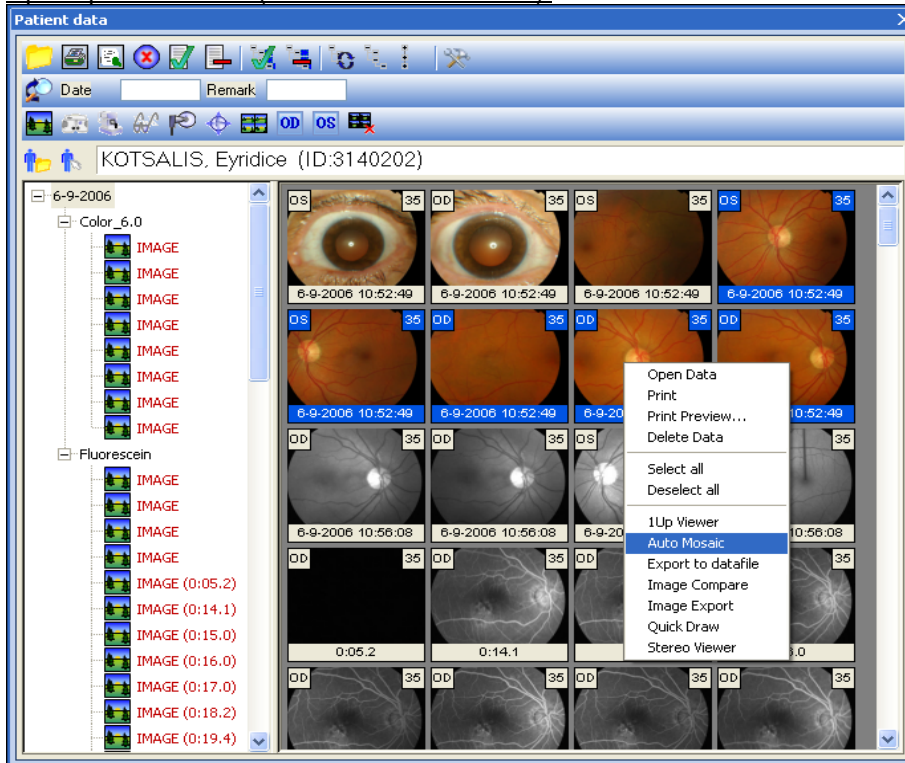 Patient data
Date
Remark
OD OS
KOTSALIS, Eyridice (ID:3140202)
6-9-2006
Color_6.0
IMAGE
IMAGE
IMAGE
IMAGE
IMAGE
IMAGE
IMAGE
IMAGE
Fluorescein
IMAGE
IMAGE
IMAGE
IMAGE
IMAGE (0:05.2)
IMAGE (0:14.1)
IMAGE (0:15.0)
IMAGE (0:16.0)
IMAGE (0:17.0)
IMAGE (0:18.2)
IMAGE (0:19.4)
OS 35 OD 35 OS 35 OS 35
6-9-2006 10:52:49 6-9-2006 10:52:49 6-9-2006 10:52:49 6-9-2006 10:52:49
OS 35 OD 35 OD 35 OD 35
6-9-2006 10:52:49 6-9-2006 10:52:49 6-9-20 10:52:49
OD 35 OD 35 OS 35
6-9-2006 10:56:08 6-9-2006 10:56:08 6-9-20 10:56:08
OD 35 OD 35 OD 35
0:05.2 0:14.1
OD 35 OD 35 OD 35 OD 35
Open Data
Print
Print Preview...
Delete Data
Select all
Deselect all
1Up Viewer
Auto Mosaic
Export to datafile
Image Compare
Image Export
Quick Draw
Stereo Viewer